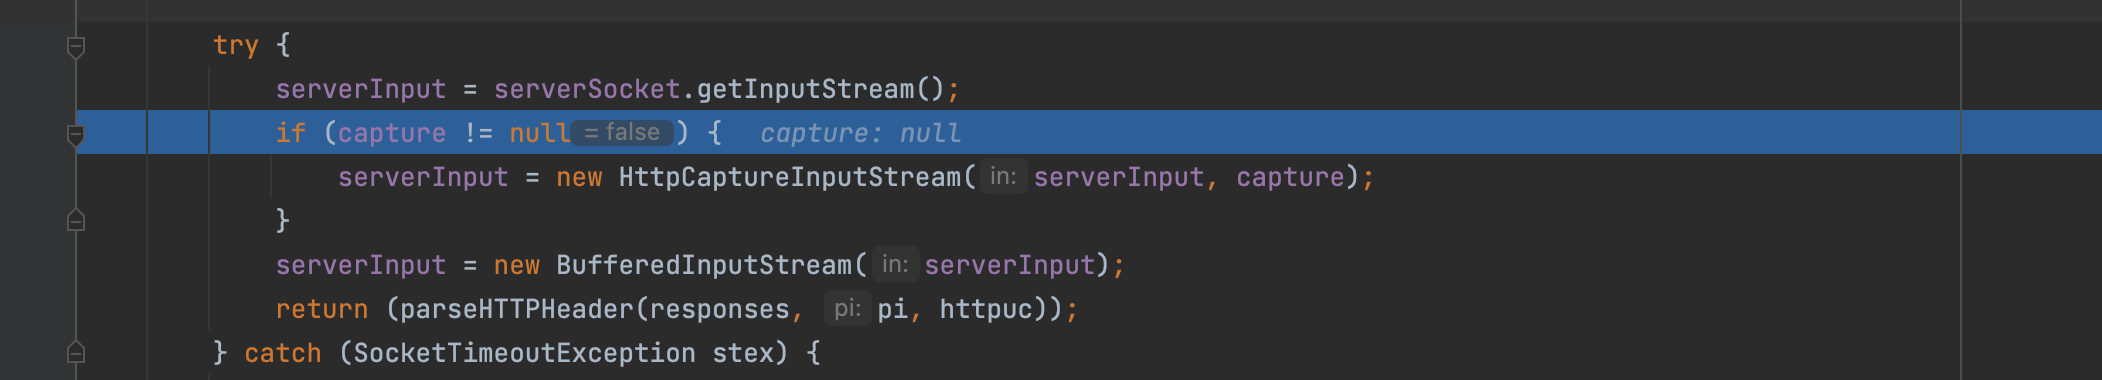 try {
serverInput = serverSocket.getInputStream();
if (capture != null = false ) { capture: null
serverInput = new HttpCaptureInputStream( in: serverInput, capture);
}
serverInput = new BufferedInputStream( in: serverInput);
return (parseHTTPHeader(responses, pi: pi, httpuc));
} catch (SocketTimeoutException stex) {